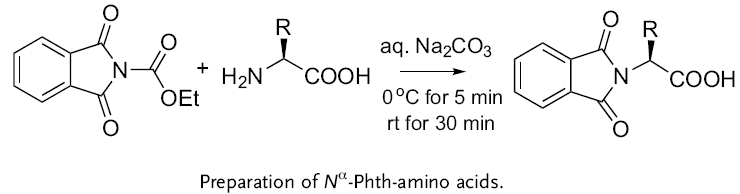 O
O
N
O
OEt
O
+
H2N
R
COOH
aq. Na2CO3
0 °C for 5 min
rt for 30 min
O
N
O
R
COOH
Preparation of Nα-Phth-amino acids.